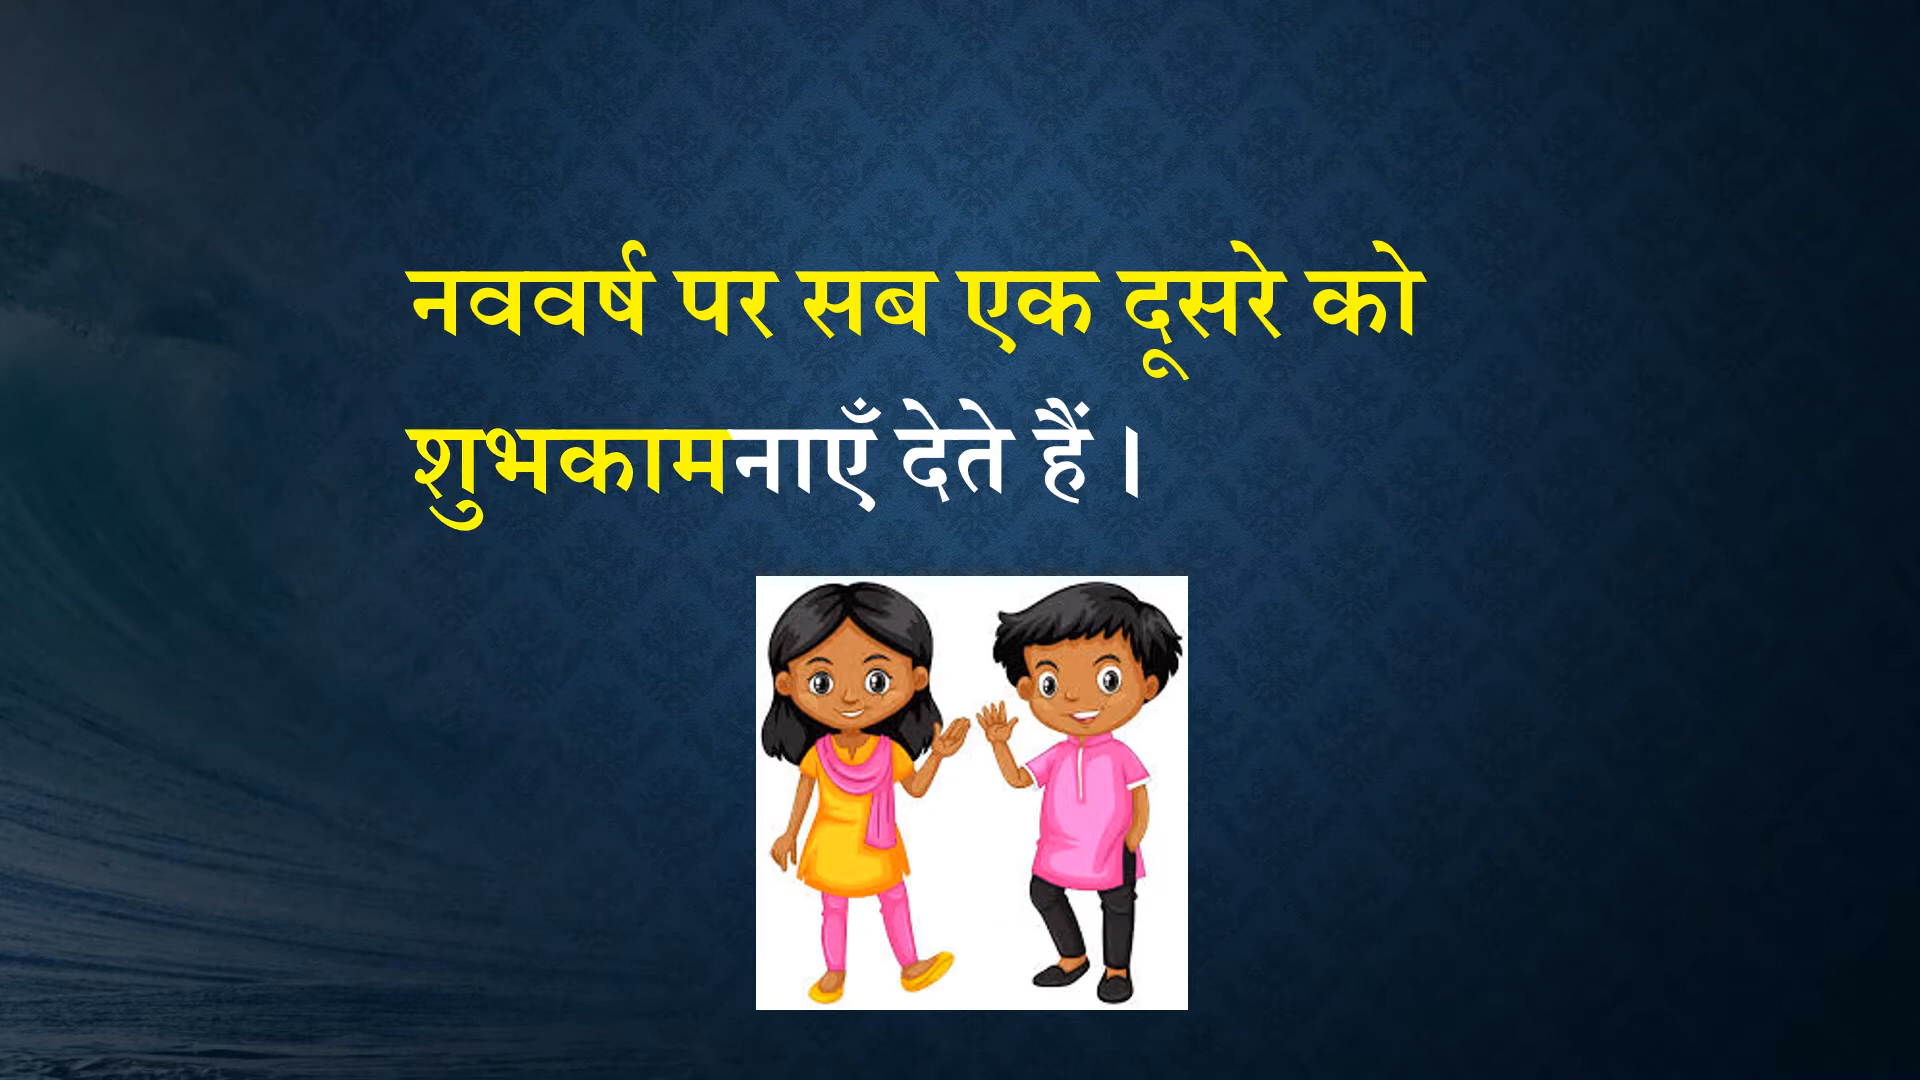 नववर्ष पर सब एक दूसरे को
शुभकामनाएँ देते हैं ।